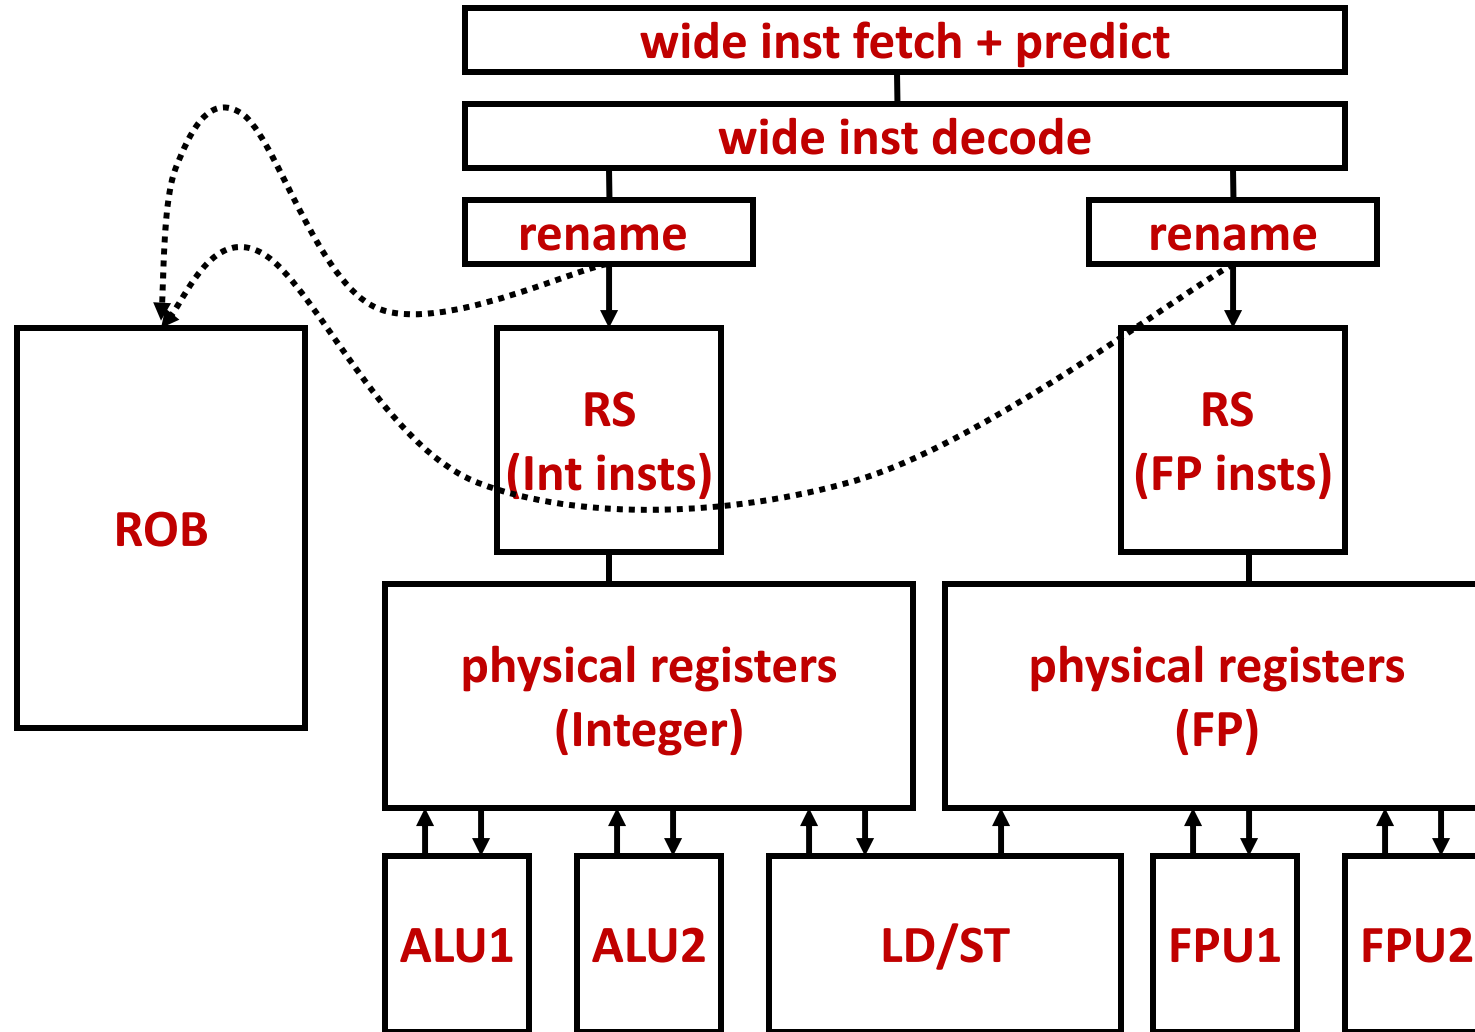 wide inst fetch + predict
wide inst decode
rename
rename
ROB
RS
(Int insts)
RS
(FP insts)
physical registers
(Integer)
physical registers
(FP)
ALU1
ALU2
LD/ST
FPU1
FPU2